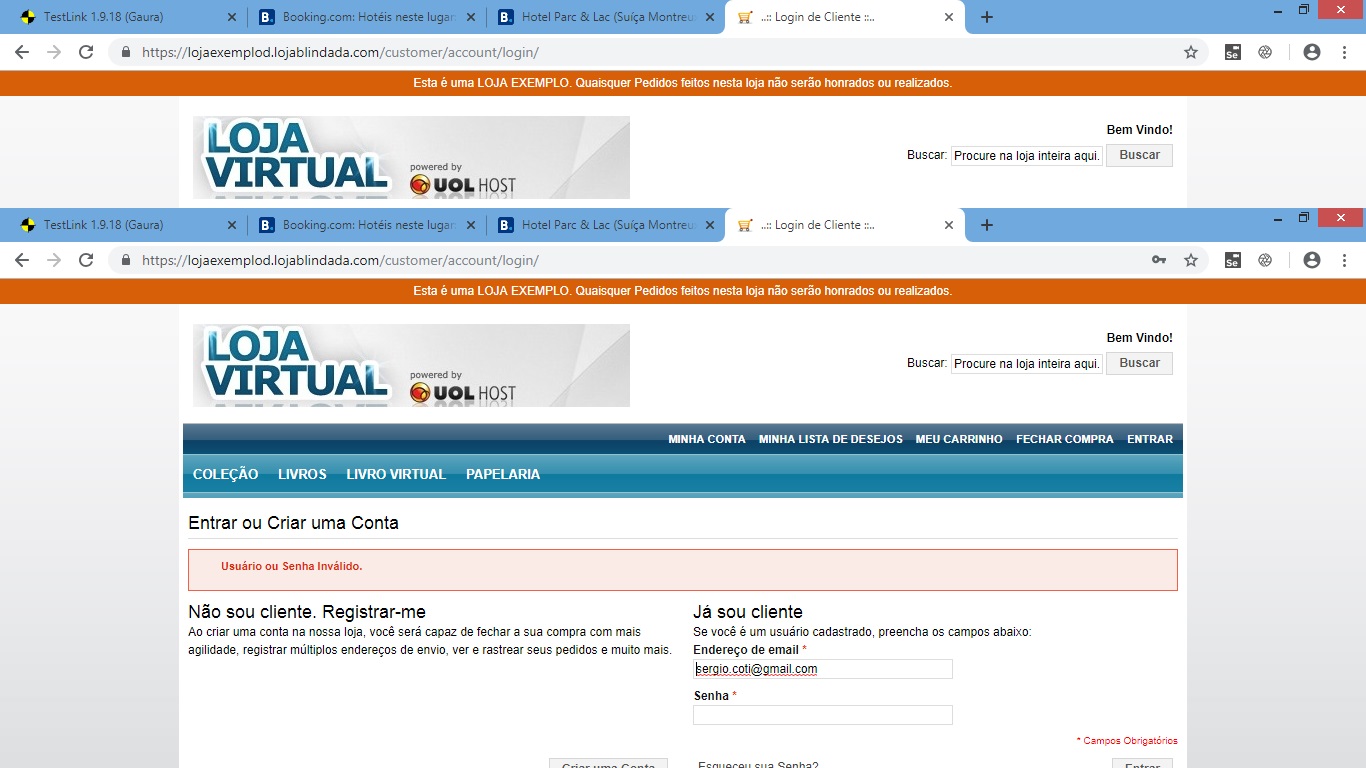 TestLink 1.9.18 (Gaura)
Booking.com: Hotéis neste lugar
Hotel Parc & Lac (Suíça Montreu
..:: Login de Cliente ::..
https://lojaexemplod.lojablindada.com/customer/account/login/
Se
Esta é uma LOJA EXEMPLO. Quaisquer Pedidos feitos nesta loja não serão honrados ou realizados.
LOJA
VIRTUAL
powered by
UOL HOST
Bem Vindo!
Buscar: Procure na loja inteira aqui. Buscar
TestLink 1.9.18 (Gaura)
Booking.com: Hotéis neste lugar
Hotel Parc & Lac (Suíça Montreu
..:: Login de Cliente ::..
https://lojaexemplod.lojablindada.com/customer/account/login/
Se
Esta é uma LOJA EXEMPLO. Quaisquer Pedidos feitos nesta loja não serão honrados ou realizados.
LOJA
VIRTUAL
powered by
UOL HOST
Bem Vindo!
Buscar: Procure na loja inteira aqui. Buscar
MINHA CONTA MINHA LISTA DE DESEJOS MEU CARRINHO FECHAR COMPRA ENTRAR
COLEÇÃO LIVROS LIVRO VIRTUAL PAPELARIA
Entrar ou Criar uma Conta
Usuário ou Senha Inválido.
Não sou cliente. Registrar-me
Ao criar uma conta na nossa loja, você será capaz de fechar a sua compra com mais
agilidade, registrar múltiplos endereços de envio, ver e rastrear seus pedidos e muito mais.
Já sou cliente
Se você é um usuário cadastrado, preencha os campos abaixo:
Endereço de email *
sergio.coti@gmail.com
Senha *
* Campos Obrigatórios
Criar uma Conta
Esqueceu sua Senha?
Entrar